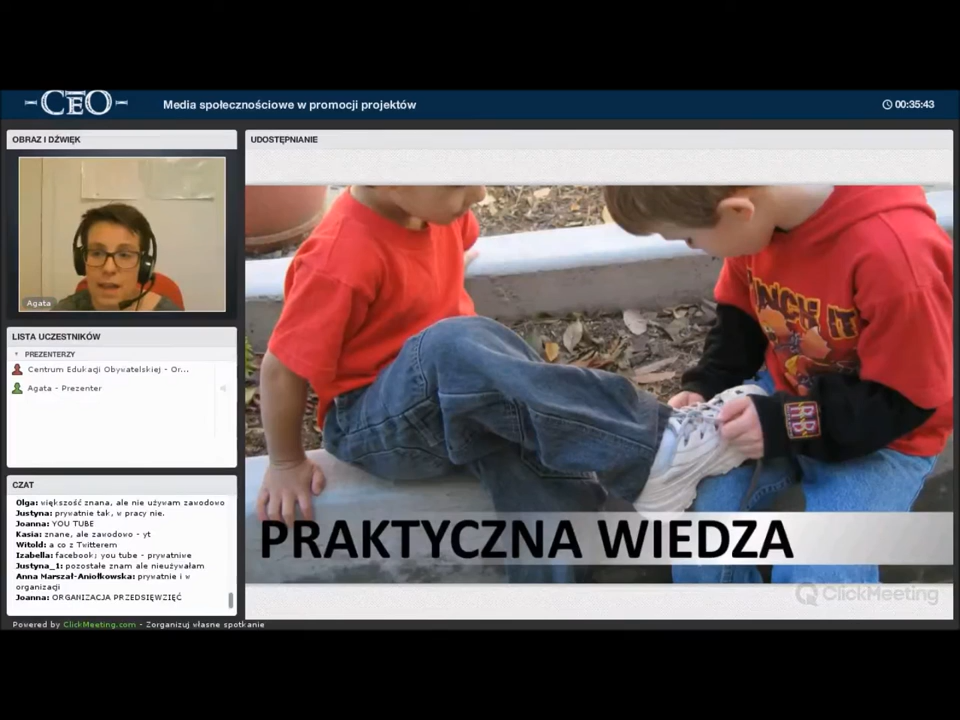 CEO
Media społecznościowe w promocji projektów
00:35:43
OBRAZ I DŹWIĘK
UDOSTĘPNIANIE
Agata
LISTA UCZESTNIKÓW
PREZENTERZY
Centrum Edukacji Obywatelskiej - Or...
Agata - Prezenter
CZAT
Olga: większość znana, ale nie używam zawodowo
Justyna: prywatnie tak, w pracy nie.
Joanna: YOU TUBE
Kasia: znane, ale zawodowo - yt
Witold: a co z Twitterem
Izabella: facebook; you tube - prywatniwe
Justyna_1: pozostałe znam ale nieużywałam
Anna Marszał-Aniołkowska: prywatnie i w
organizacji
Joanna: ORGANIZACJA PRZEDSIĘWZIĘĆ
IT
PRAKTYCZNA WIEDZA
ClickMeeting
Powered by ClickMeeting.com - Zorganizuj własne spotkanie